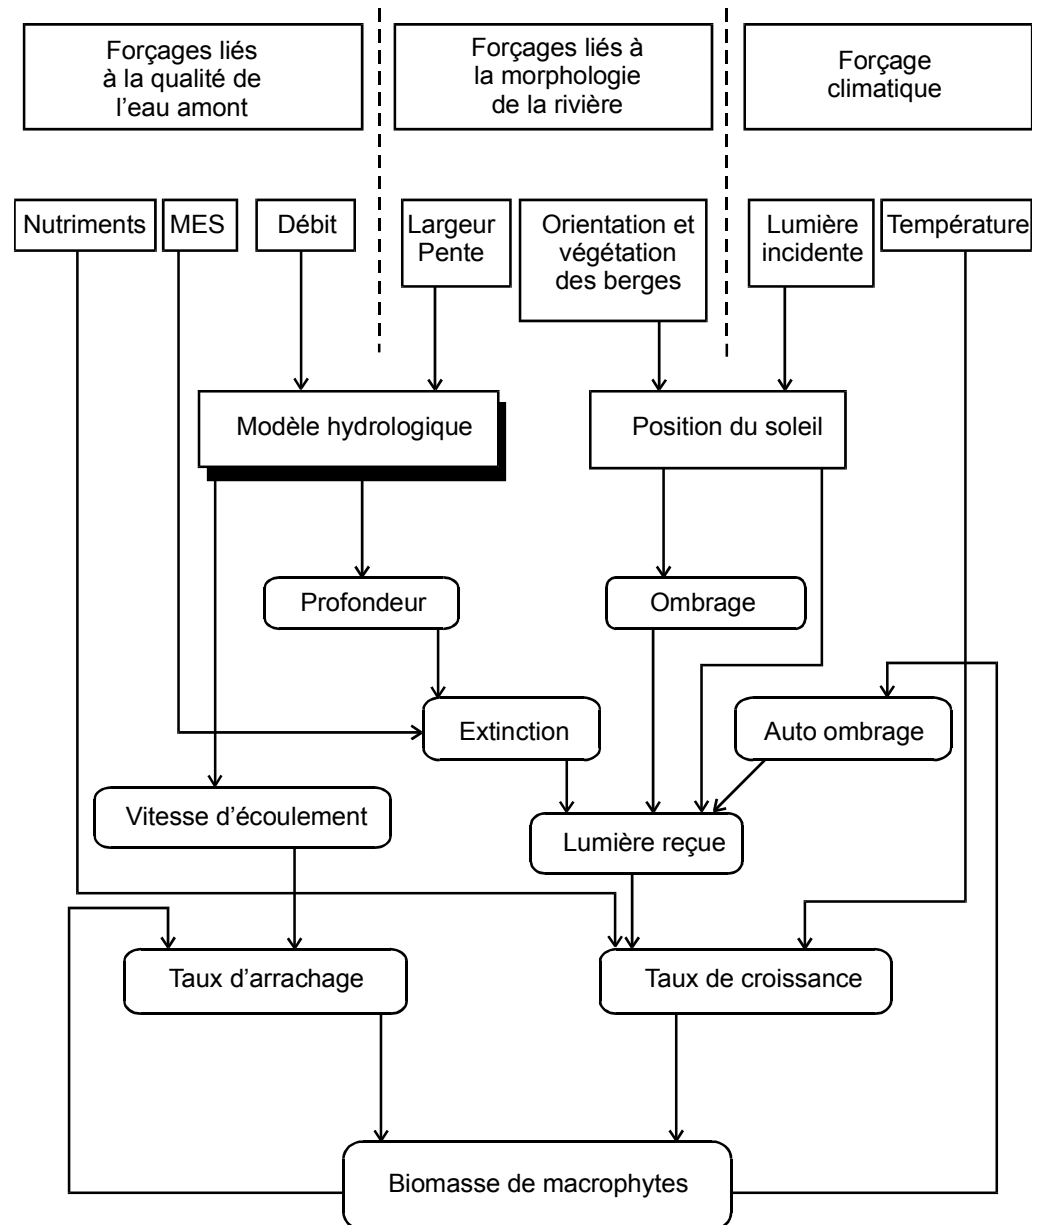 Forçages liés
à la qualité de
l’eau amont
Forçages liés à
la morphologie
de la rivière
Forçage
climatique
Nutriments
MES
Débit
Largeur
Pente
Orientation et
végétation
des berges
Lumière
incidente
Température
Modèle hydrologique
Position du soleil
Profondeur
Ombrage
Extinction
Auto ombrage
Vitesse d’écoulement
Lumière reçue
Taux d’arrachage
Taux de croissance
Biomasse de macrophytes